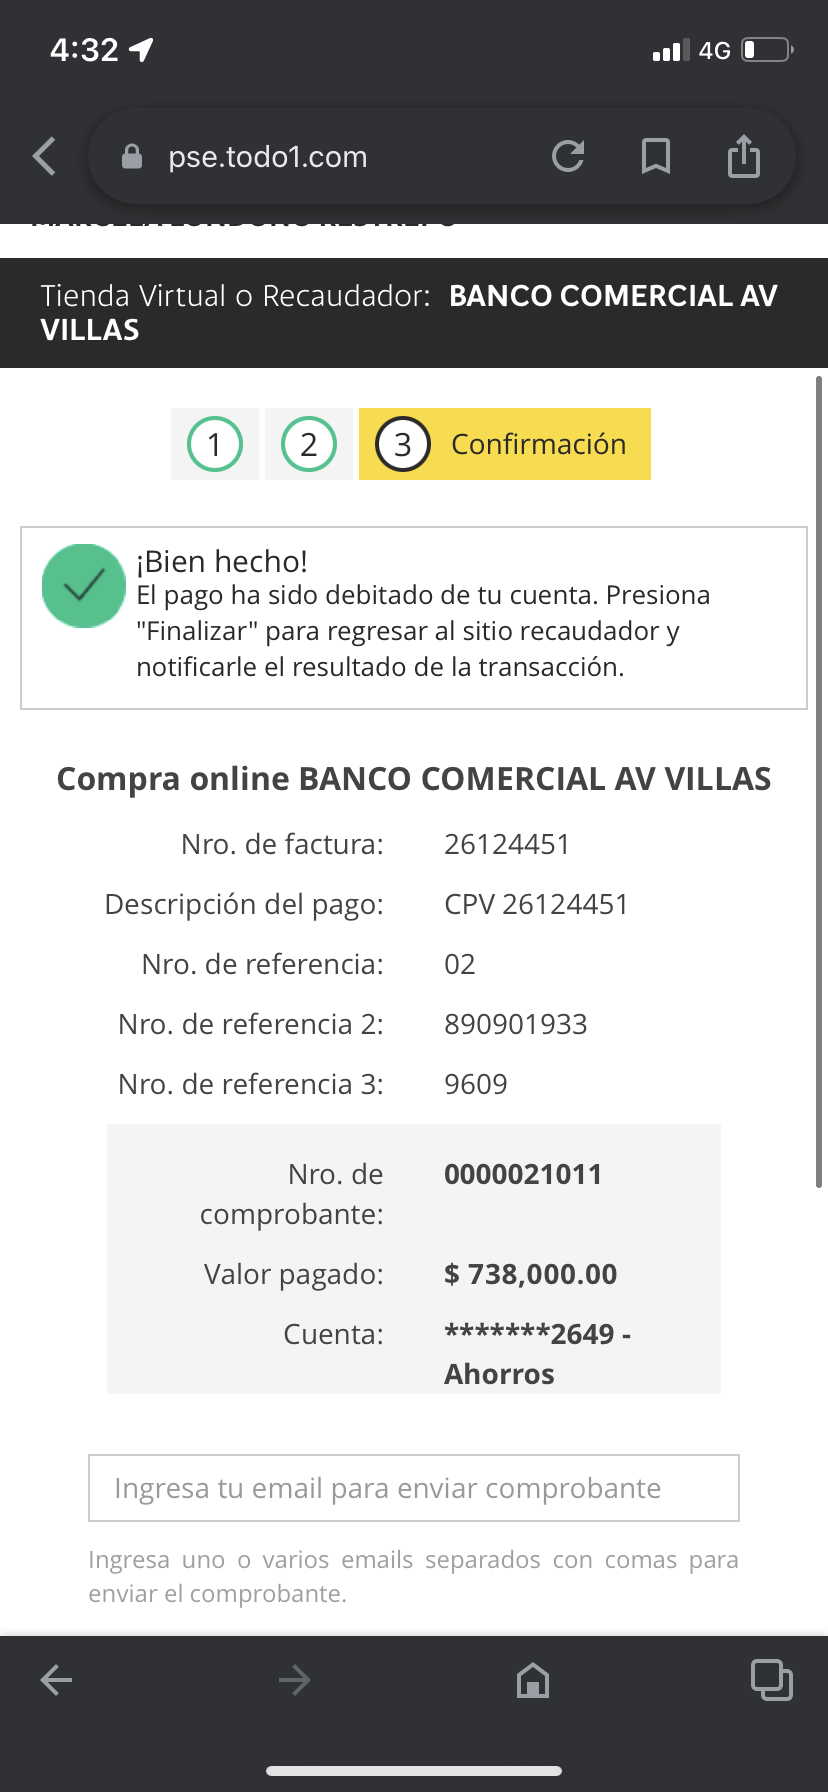 4:32
4G
pse.todo1.com
Tienda Virtual o Recaudador: BANCO COMERCIAL AV
VILLAS
1
2
3 Confirmación
¡Bien hecho!
El pago ha sido debitado de tu cuenta. Presiona
"Finalizar" para regresar al sitio recaudador y
notificarle el resultado de la transacción.
Compra online BANCO COMERCIAL AV VILLAS
Nro. de factura: 26124451
Descripción del pago: CPV 26124451
Nro. de referencia: 02
Nro. de referencia 2: 890901933
Nro. de referencia 3: 9609
Nro. de 0000021011
comprobante:
Valor pagado: $ 738,000.00
Cuenta: *******2649 -
Ahorros
Ingresa tu email para enviar comprobante
Ingresa uno o varios emails separados con comas para
enviar el comprobante.